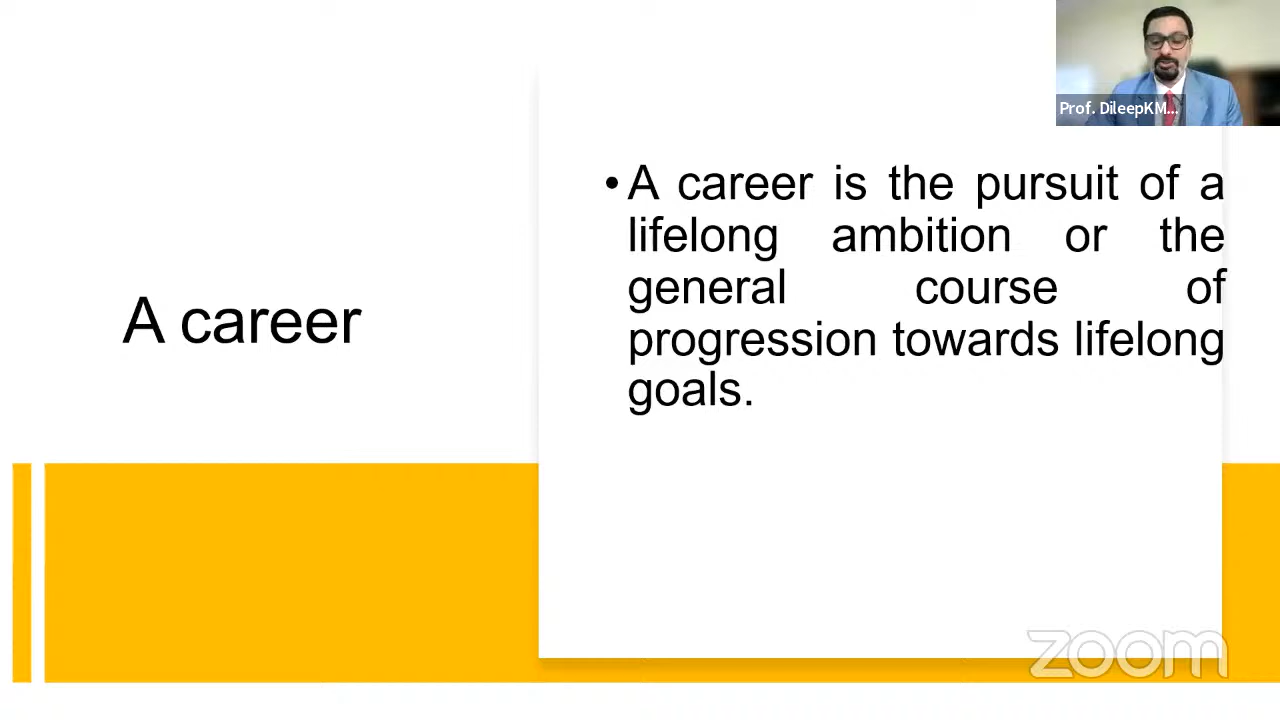 Prof. DileepKM...
• A career is the pursuit of a
lifelong ambition or the
general course of
progression towards lifelong
goals.
A career
zoom